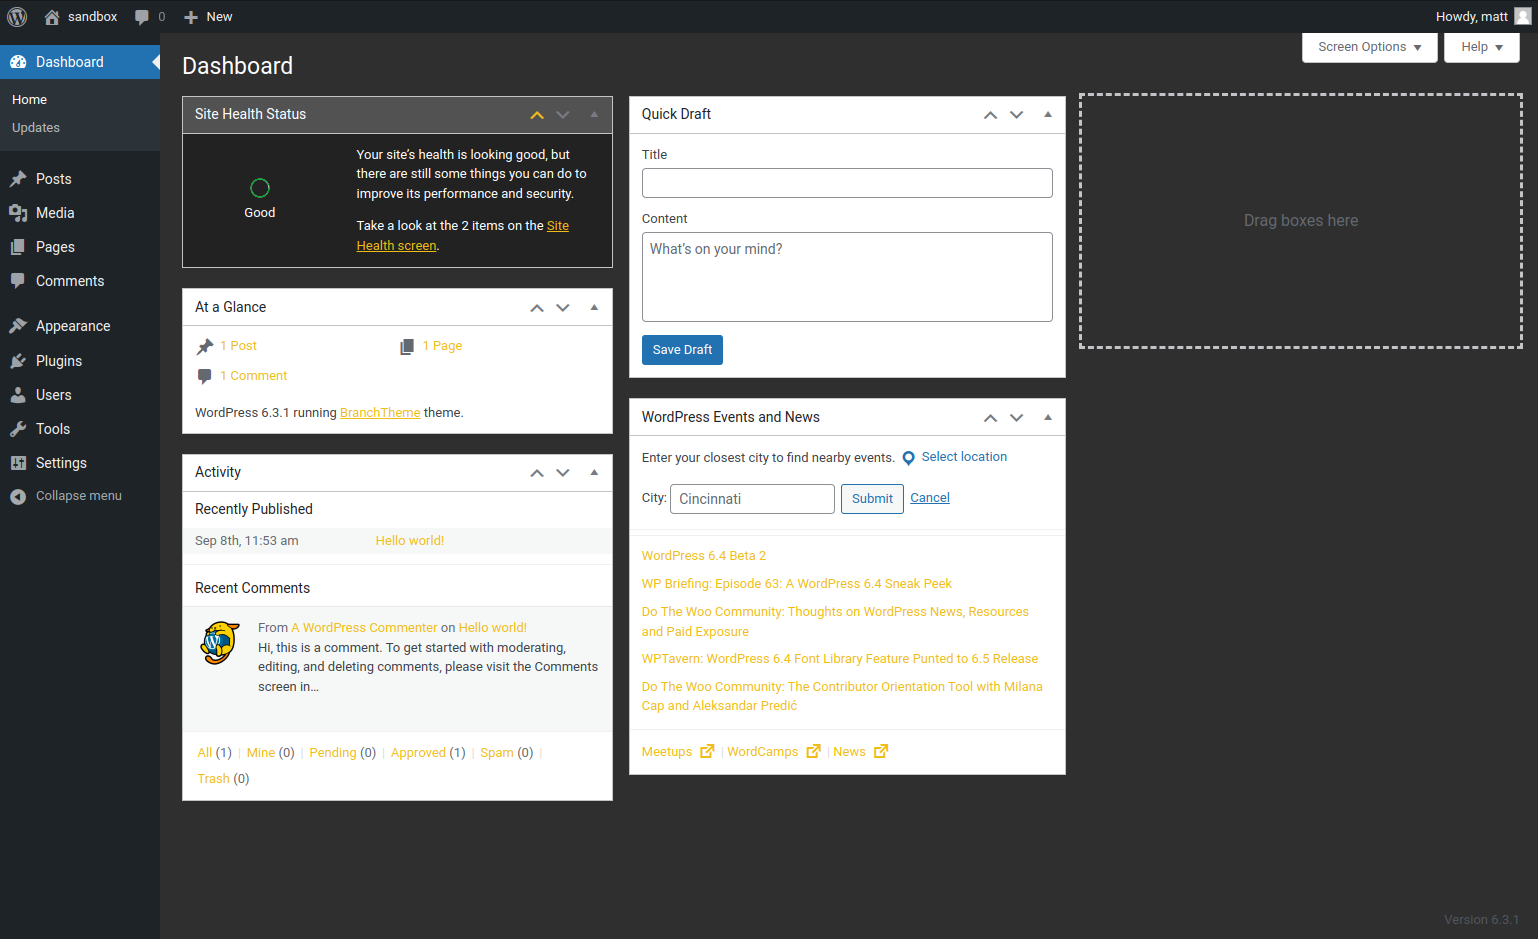 sandbox
0
New
Howdy, matt
Dashboard
Home
Updates
Posts
Media
Pages
Comments
Appearance
Plugins
Users
Tools
Settings
Collapse menu
Screen Options
Help
Dashboard
Site Health Status
Good
Your site's health is looking good, but
there are still some things you can do to
improve its performance and security.
Take a look at the 2 items on the Site
Health screen.
At a Glance
1 Post
1 Page
1 Comment
WordPress 6.3.1 running BranchTheme theme.
Activity
Recently Published
Sep 8th, 11:53 am Hello world!
Recent Comments
From A WordPress Commenter on Hello world!
Hi, this is a comment. To get started with moderating,
editing, and deleting comments, please visit the Comments
screen in…
All (1) | Mine (0) | Pending (0) | Approved (1) | Spam (0) |
Trash (0)
Quick Draft
Title
Content
What's on your mind?
Save Draft
WordPress Events and News
Enter your closest city to find nearby events. Select location
City: Cincinnati Submit Cancel
WordPress 6.4 Beta 2
WP Briefing: Episode 63: A WordPress 6.4 Sneak Peek
Do The Woo Community: Thoughts on WordPress News, Resources
and Paid Exposure
WPTavern: WordPress 6.4 Font Library Feature Punted to 6.5 Release
Do The Woo Community: The Contributor Orientation Tool with Milana
Cap and Aleksandar Predić
Meetups | WordCamps | News
Drag boxes here
Version 6.3.1